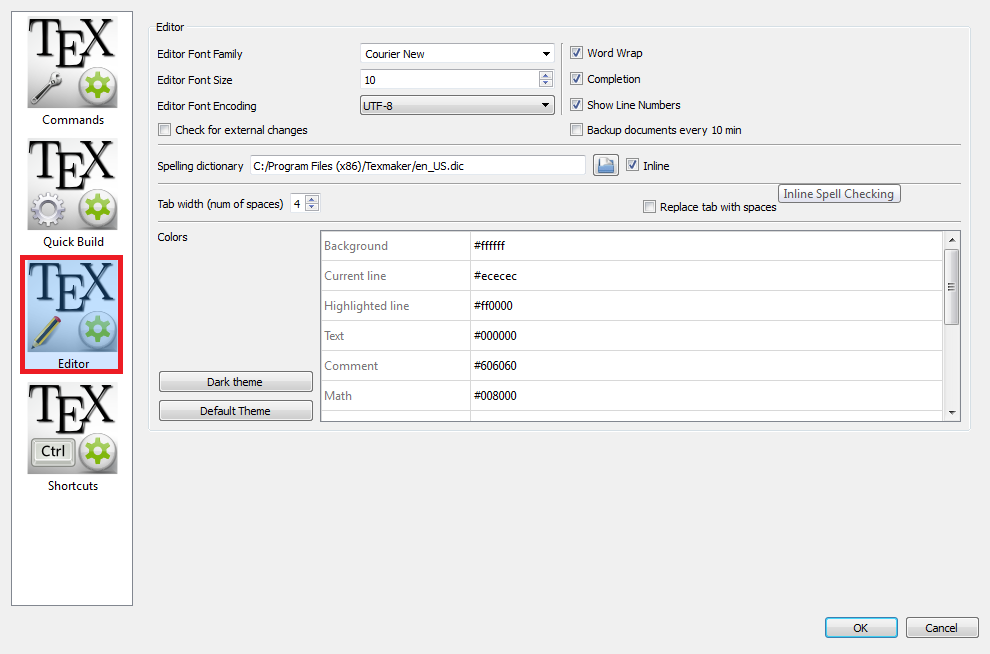 TEX
Commands
TEX
Quick Build
TEX
Editor
TEX
Ctrl
Shortcuts
Editor
Editor Font Family Courier New Word Wrap
Editor Font Size 10 Completion
Editor Font Encoding UTF-8 Show Line Numbers
Check for external changes Backup documents every 10 min
Spelling dictionary C:/Program Files (x86)/Texmaker/en_US.dic Inline
Inline Spell Checking
Tab width (num of spaces) 4 Replace tab with spaces
Colors
Background #ffffff
Current line #ececec
Highlighted line #ff0000
Text #000000
Comment #606060
Math #008000
Dark theme
Default Theme
OK Cancel